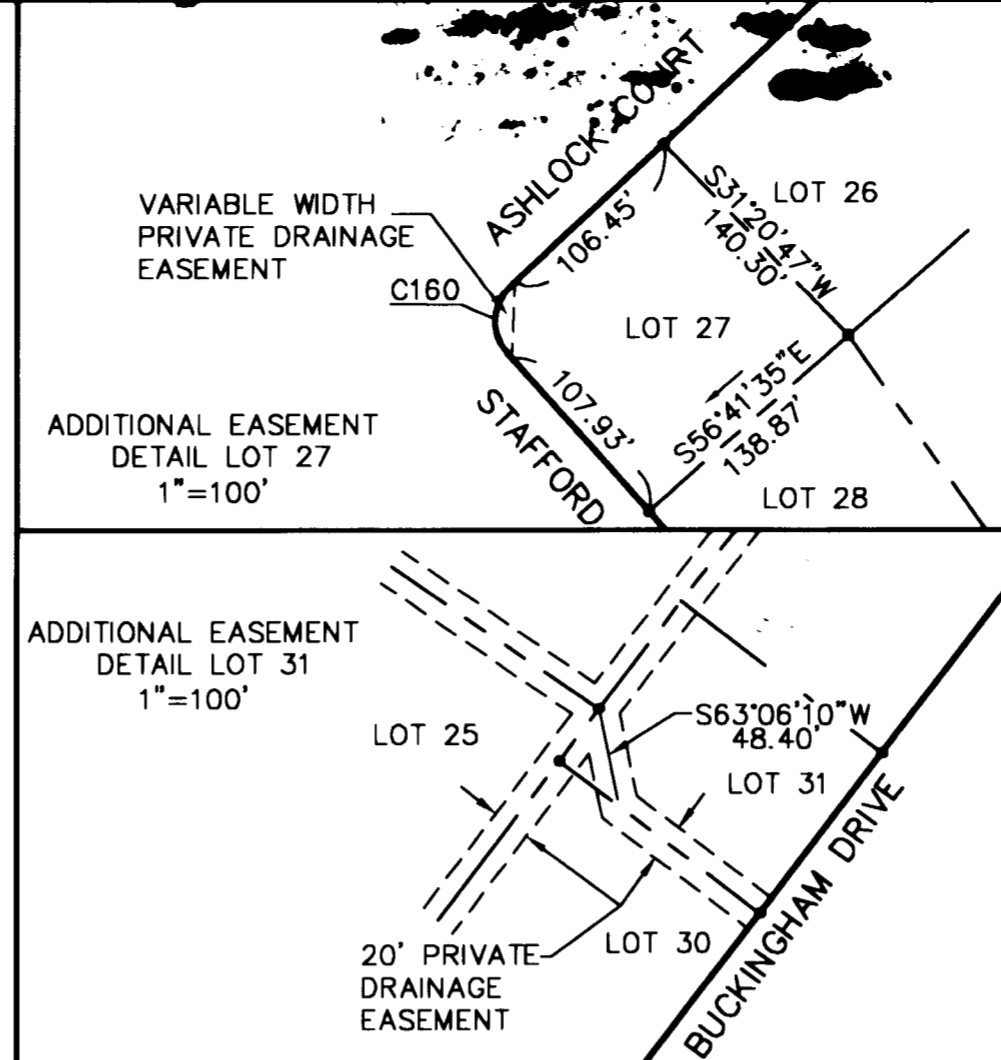 ASHLOCK COURT
VARIABLE WIDTH
PRIVATE DRAINAGE
EASEMENT
C160
106.45'
S31°20'47"W
140.30'
LOT 26
LOT 27
107.93'
S56°41'35"E
138.87'
STAFFORD
LOT 28
ADDITIONAL EASEMENT
DETAIL LOT 27
1"=100'
ADDITIONAL EASEMENT
DETAIL LOT 31
1"=100'
LOT 25
S63°06'10"W
48.40'
LOT 31
BUCKINGHAM DRIVE
LOT 30
20' PRIVATE
DRAINAGE
EASEMENT